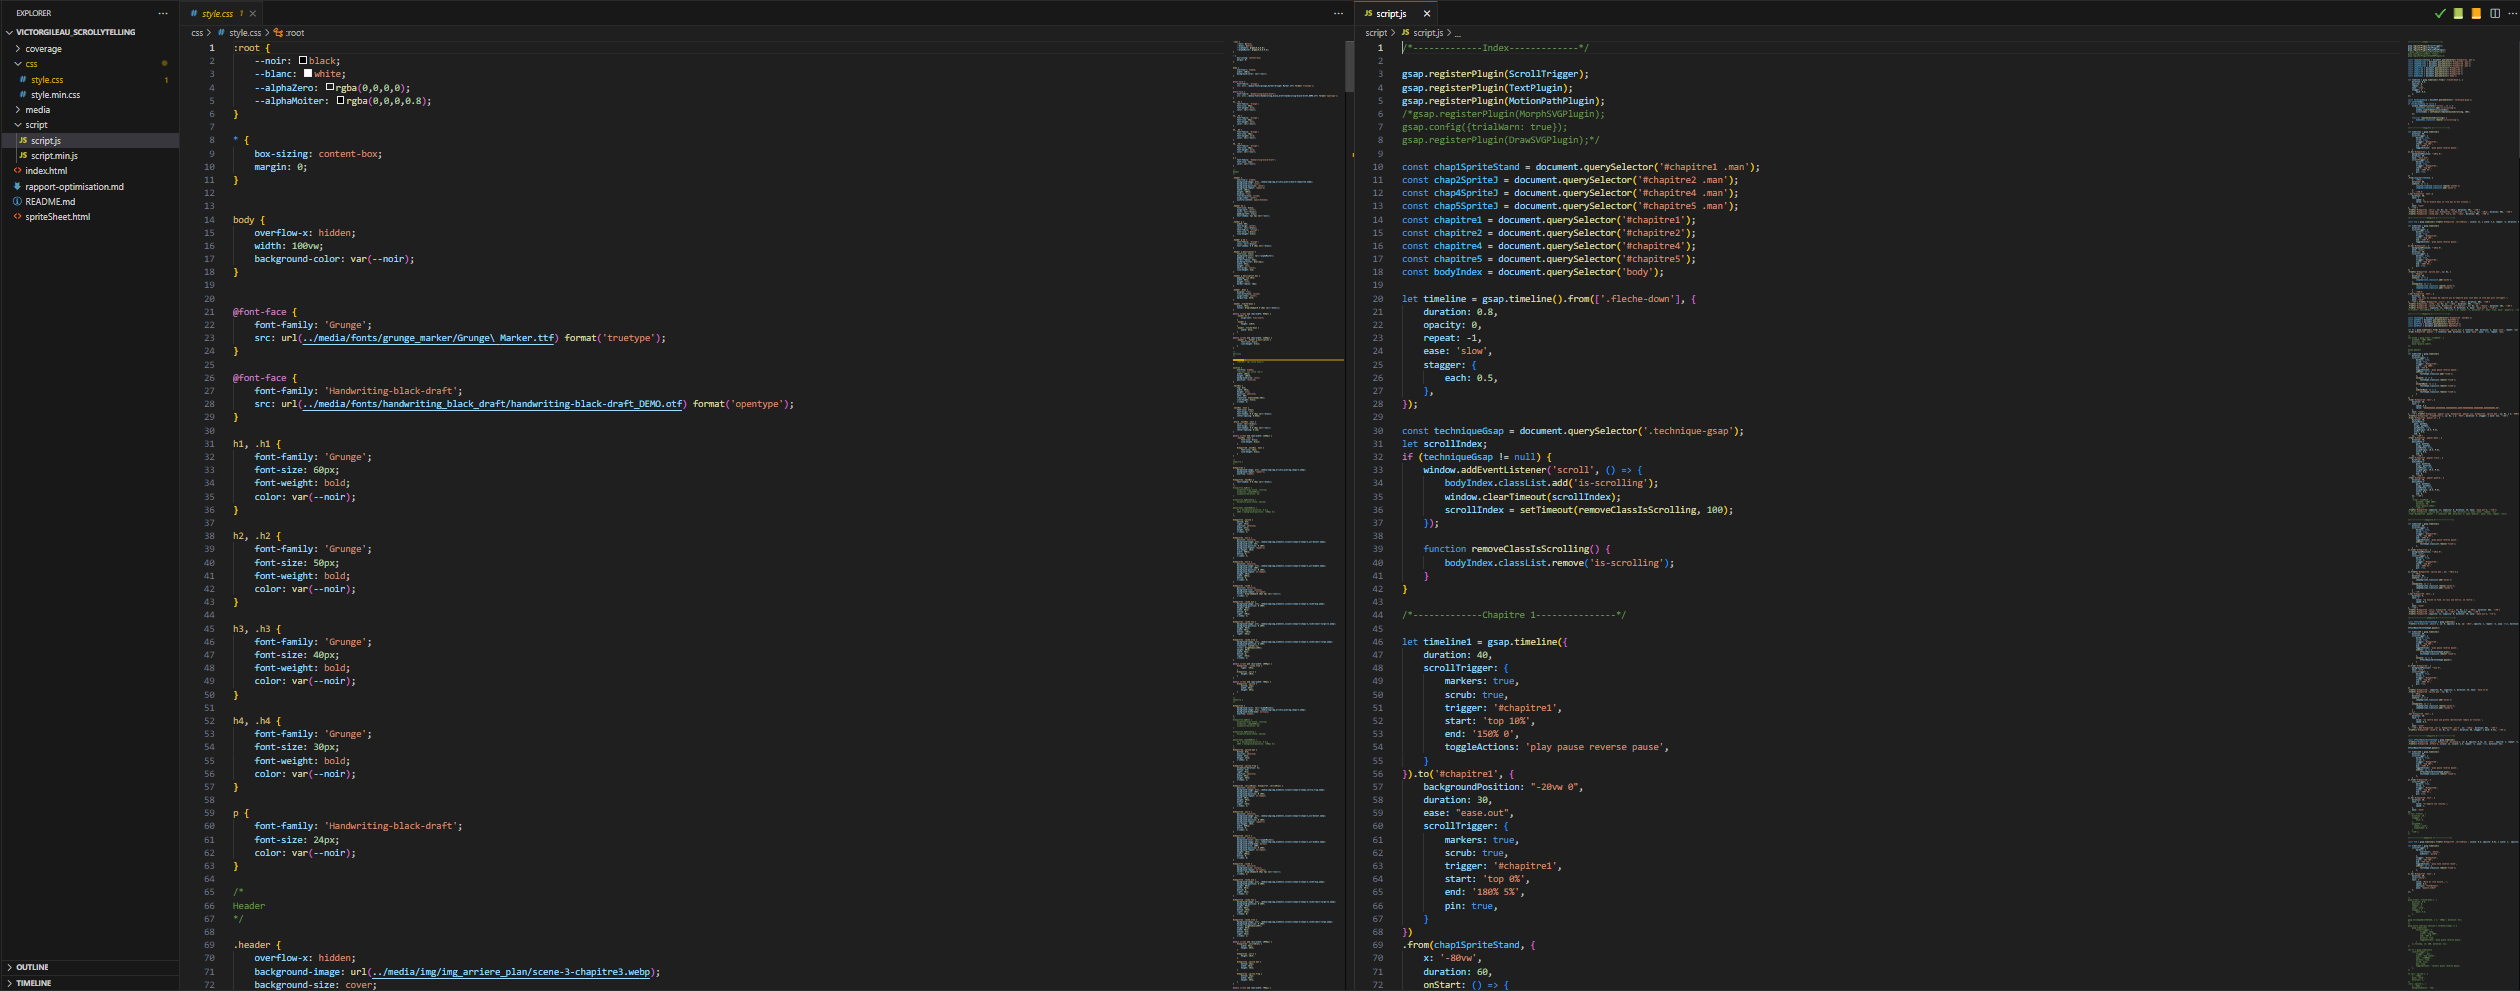 EXPLORER
VICTORGILEAU_SCROLLYTELLING
coverage
css
style.css 1
style.min.css
media
script
JS script.js
JS script.min.js
index.html
rapport-optimisation.md
README.md
spriteSheet.html
OUTLINE
TIMELINE
# style.css 1
css > # style.css > :root
1 :root {
2 --noir: black;
3 --blanc: white;
4 --alphaZero: rgba(0,0,0,0);
5 --alphaMoiter: rgba(0,0,0,0.8);
6 }
7
8 * {
9 box-sizing: content-box;
10 margin: 0;
11 }
12
13
14 body {
15 overflow-x: hidden;
16 width: 100vw;
17 background-color: var(--noir);
18 }
19
20
21 @font-face {
22 font-family: 'Grunge';
23 src: url(../media/fonts/grunge_marker/Grunge\ Marker.ttf) format('truetype');
24 }
25
26 @font-face {
27 font-family: 'Handwriting-black-draft';
28 src: url(../media/fonts/handwriting_black_draft/handwriting-black-draft_DEMO.otf) format('opentype');
29 }
30
31 h1, .h1 {
32 font-family: 'Grunge';
33 font-size: 60px;
34 font-weight: bold;
35 color: var(--noir);
36 }
37
38 h2, .h2 {
39 font-family: 'Grunge';
40 font-size: 50px;
41 font-weight: bold;
42 color: var(--noir);
43 }
44
45 h3, .h3 {
46 font-family: 'Grunge';
47 font-size: 40px;
48 font-weight: bold;
49 color: var(--noir);
50 }
51
52 h4, .h4 {
53 font-family: 'Grunge';
54 font-size: 30px;
55 font-weight: bold;
56 color: var(--noir);
57 }
58
59 p {
60 font-family: 'Handwriting-black-draft';
61 font-size: 24px;
62 color: var(--noir);
63 }
64
65 /*
66 Header
67 */
68
69 .header {
70 overflow-x: hidden;
71 background-image: url(../media/img/img_arriere_plan/scene-3-chapitre3.webp);
72 background-size: cover;
JS script.js
script > JS script.js > ...
1 /*-------------Index-------------*/
2
3 gsap.registerPlugin(ScrollTrigger);
4 gsap.registerPlugin(TextPlugin);
5 gsap.registerPlugin(MotionPathPlugin);
6 /*gsap.registerPlugin(MorphSVGPlugin);
7 gsap.config({trialWarn: true});
8 gsap.registerPlugin(DrawSVGPlugin);*/
9
10 const chap1SpriteStand = document.querySelector('#chapitre1 .man');
11 const chap2SpriteJ = document.querySelector('#chapitre2 .man');
12 const chap4SpriteJ = document.querySelector('#chapitre4 .man');
13 const chap5SpriteJ = document.querySelector('#chapitre5 .man');
14 const chapitre1 = document.querySelector('#chapitre1');
15 const chapitre2 = document.querySelector('#chapitre2');
16 const chapitre4 = document.querySelector('#chapitre4');
17 const chapitre5 = document.querySelector('#chapitre5');
18 const bodyIndex = document.querySelector('body');
19
20 let timeline = gsap.timeline().from(['.fleche-down'], {
21 duration: 0.8,
22 opacity: 0,
23 repeat: -1,
24 ease: 'slow',
25 stagger: {
26 each: 0.5,
27 },
28 });
29
30 const techniqueGsap = document.querySelector('.technique-gsap');
31 let scrollIndex;
32 if (techniqueGsap != null) {
33 window.addEventListener('scroll', () => {
34 bodyIndex.classList.add('is-scrolling');
35 window.clearTimeout(scrollIndex);
36 scrollIndex = setTimeout(removeClassIsScrolling, 100);
37 });
38
39 function removeClassIsScrolling() {
40 bodyIndex.classList.remove('is-scrolling');
41 }
42 }
43
44 /*-------------Chapitre 1---------------*/
45
46 let timeline1 = gsap.timeline({
47 duration: 40,
48 scrollTrigger: {
49 markers: true,
50 scrub: true,
51 trigger: '#chapitre1',
52 start: 'top 10%',
53 end: '150% 0',
54 toggleActions: 'play pause reverse pause',
55 }
56 }).to('#chapitre1', {
57 backgroundPosition: "-20vw 0",
58 duration: 30,
59 ease: "ease.out",
60 scrollTrigger: {
61 markers: true,
62 scrub: true,
63 trigger: '#chapitre1',
64 start: 'top 0%',
65 end: '180% 5%',
66 pin: true,
67 }
68 })
69 .from(chap1SpriteStand, {
70 x: '-80vw',
71 duration: 60,
72 onStart: () => {